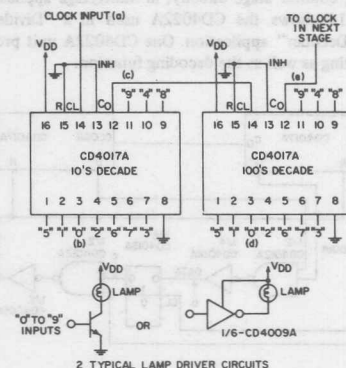 CLOCK INPUT (a)
TO CLOCK
IN NEXT
STAGE
VDD
INH
(c)
VDD
INH
(e)
R CL CO "9" "4" "8"
R CL CO "9" "4" "8"
16 15 14 13 12 11 10 9
16 15 14 13 12 11 10 9
CD4017A
10'S DECADE
CD4017A
100'S DECADE
1 2 3 4 5 6 7 8
1 2 3 4 5 6 7 8
"5" "1" "0" "2" "6" "7" "3"
"5" "1" "0" "2" "6" "7" "3"
(b)
(d)
VDD
LAMP
VDD
LAMP
"0" TO "9"
INPUTS
OR
1/6-CD4009A
2 TYPICAL LAMP DRIVER CIRCUITS